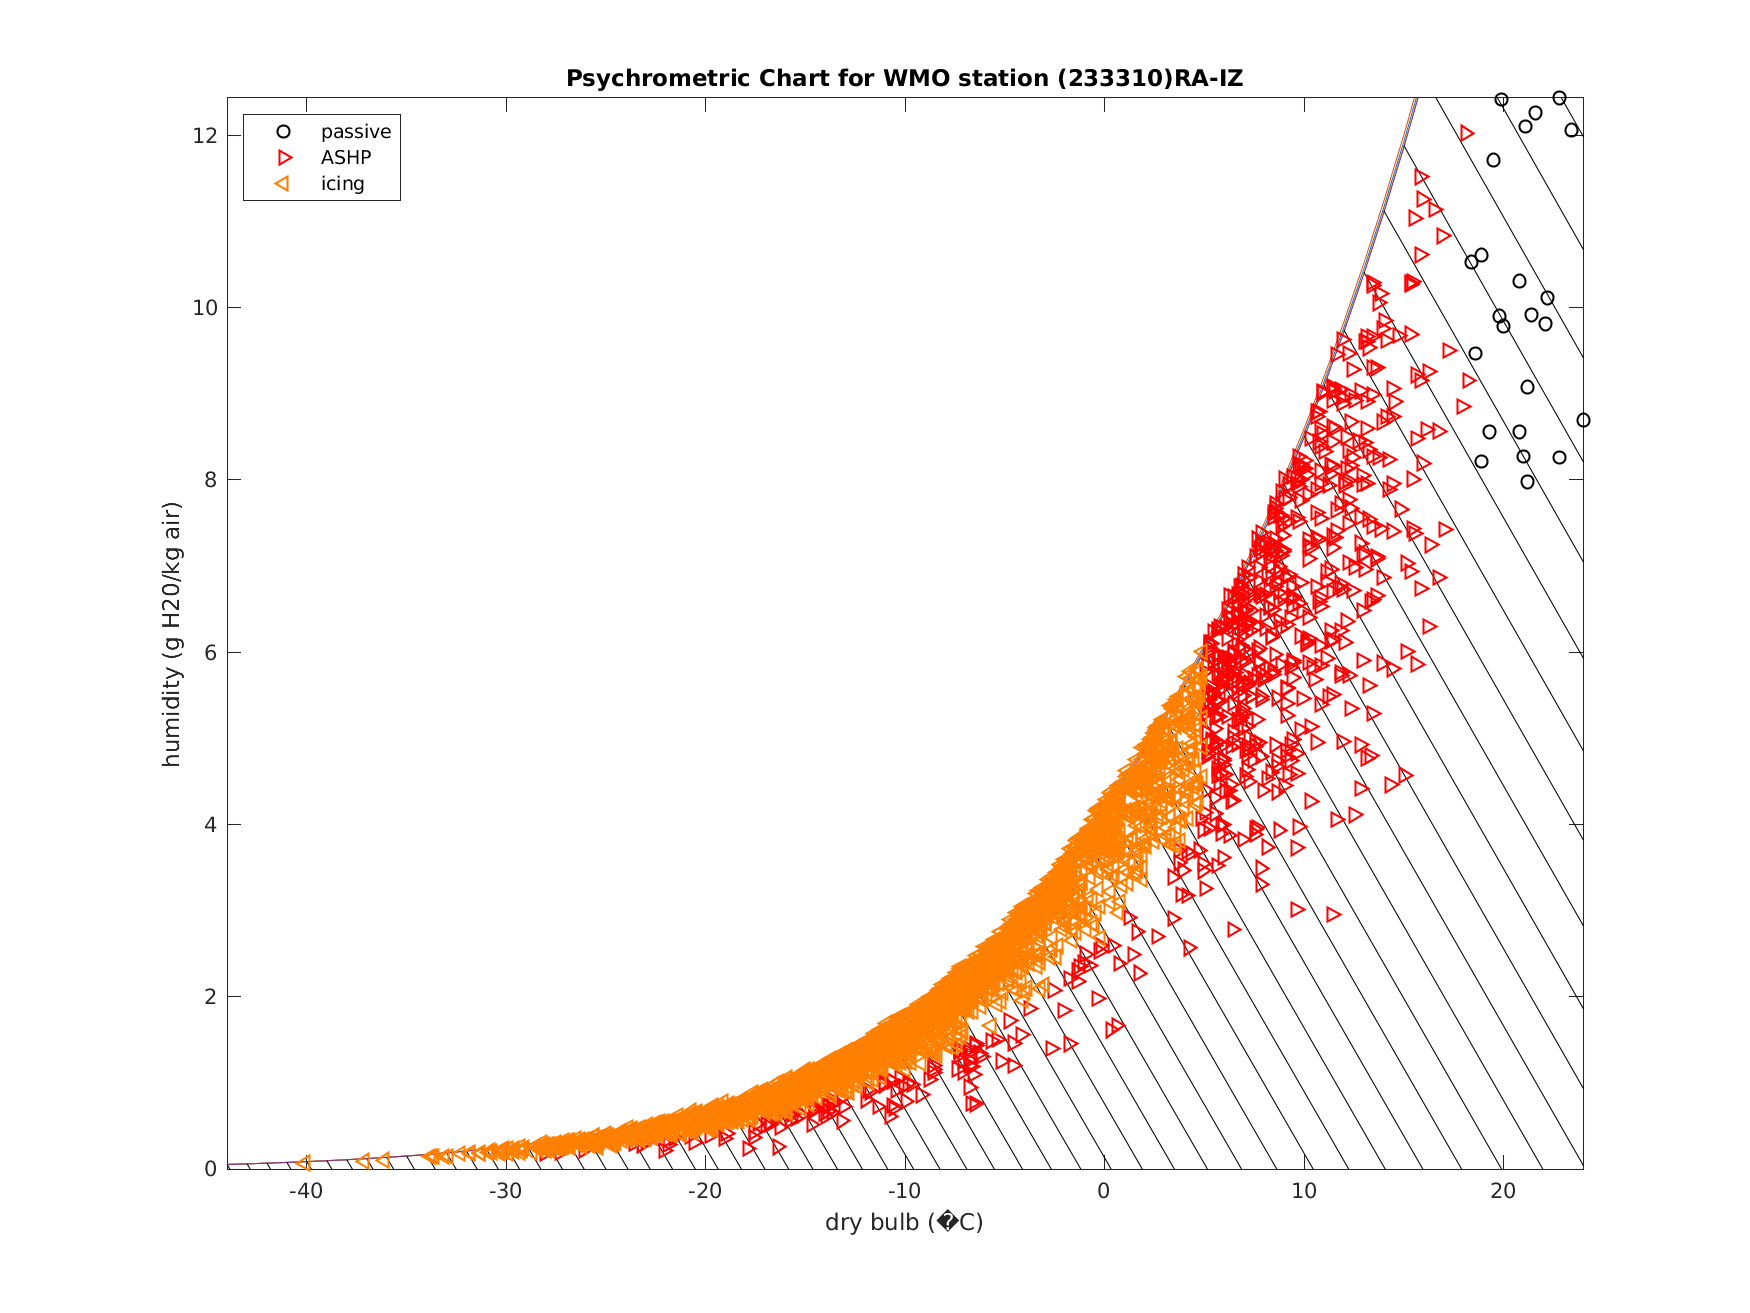 Psychrometric Chart for WMO station (233310)RA-IZ
passive
ASHP
icing
humidity (g H20/kg air)
12
10
8
6
4
2
0
-40 -30 -20 -10 0 10 20
dry bulb (�C)